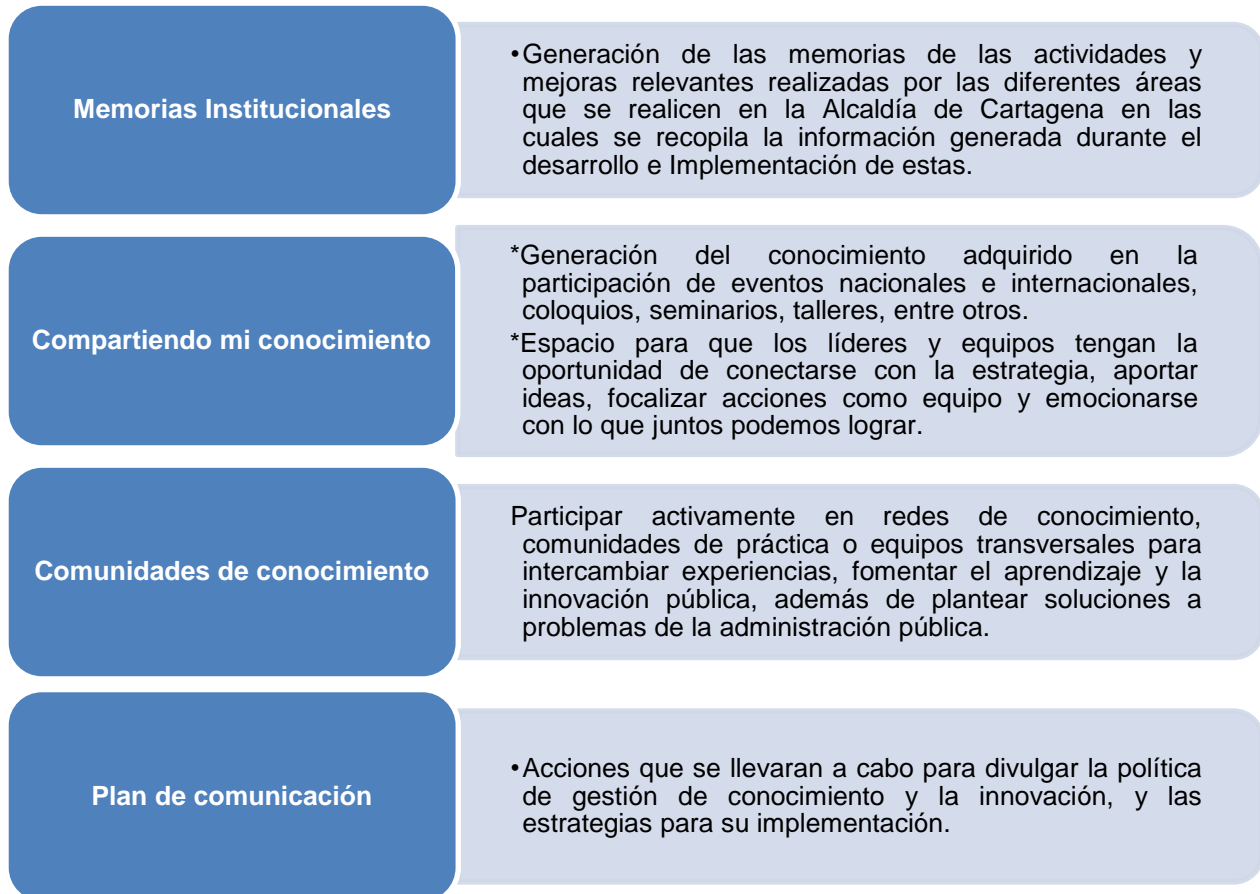 Memorias Institucionales
•Generación de las memorias de las actividades y
mejoras relevantes realizadas por las diferentes áreas
que se realicen en la Alcaldía de Cartagena en las
cuales se recopila la información generada durante el
desarrollo e Implementación de estas.
Compartiendo mi conocimiento
*Generación del conocimiento adquirido en la
participación de eventos nacionales e internacionales,
coloquios, seminarios, talleres, entre otros.
*Espacio para que los líderes y equipos tengan la
oportunidad de conectarse con la estrategia, aportar
ideas, focalizar acciones como equipo y emocionarse
con lo que juntos podemos lograr.
Comunidades de conocimiento
Participar activamente en redes de conocimiento,
comunidades de práctica o equipos transversales para
intercambiar experiencias, fomentar el aprendizaje y la
innovación pública, además de plantear soluciones a
problemas de la administración pública.
Plan de comunicación
•Acciones que se llevaran a cabo para divulgar la política
de gestión de conocimiento y la innovación, y las
estrategias para su implementación.